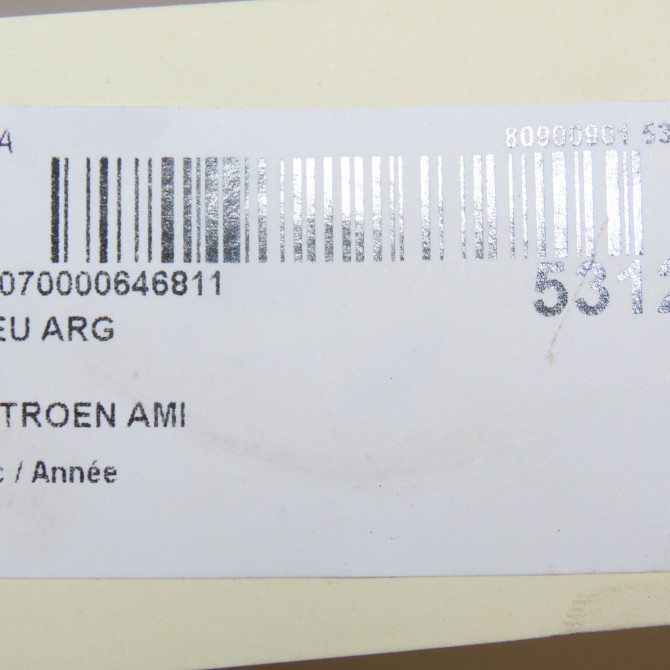 A 80900901 53
070000646811 5312
EU ARG
TROEN AMI
c / Année